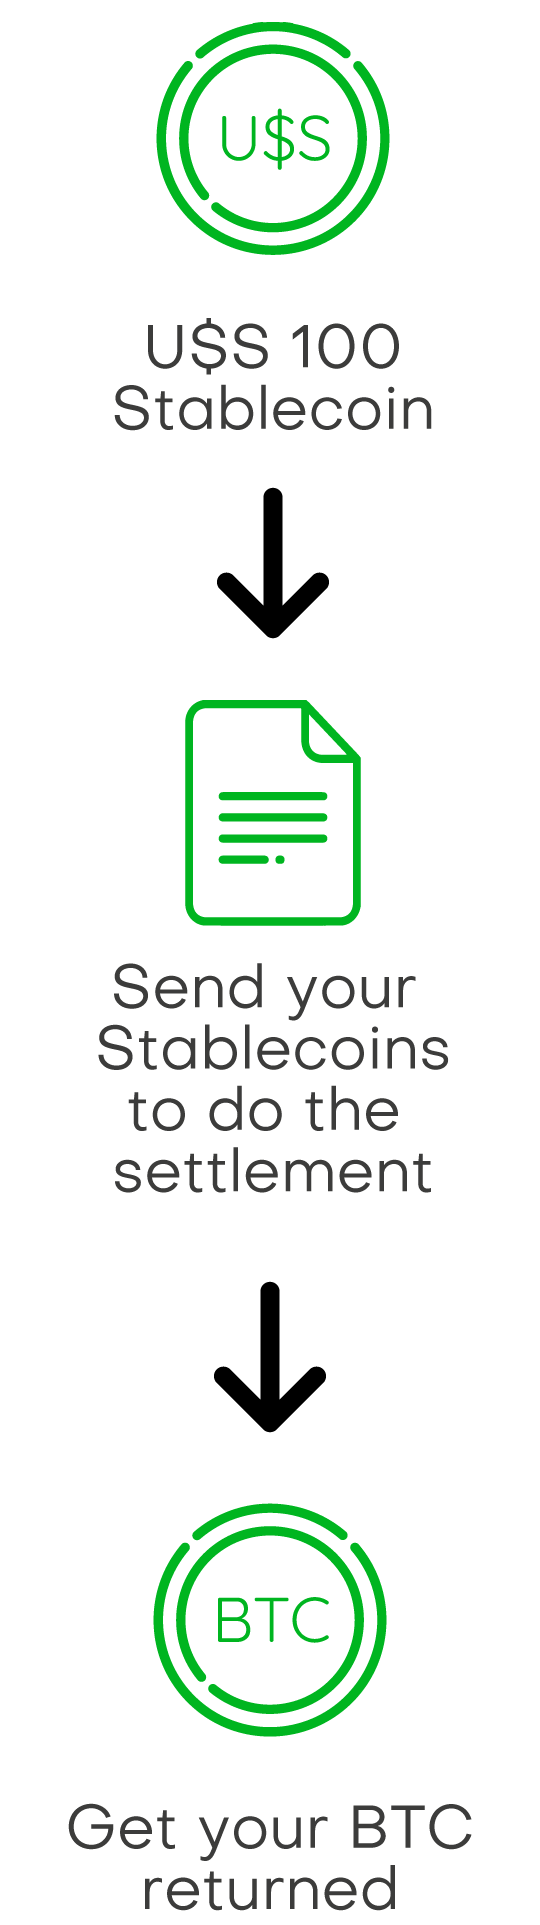 U$S
U$S 100
Stablecoin
Send your
Stablecoins
to do the
settlement
BTC
Get your BTC
returned